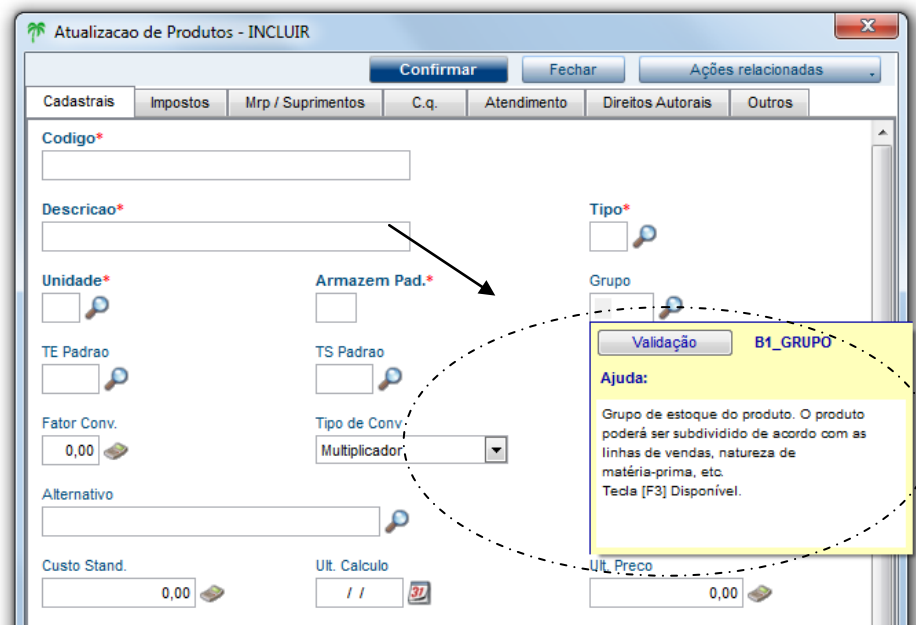 Atualizacao de Produtos - INCLUIR
x
Confirmar Fechar Ações relacionadas
Cadastrais Impostos Mrp / Suprimentos C.q. Atendimento Direitos Autorais Outros
Codigo*
Descricao* Tipo*
Unidade* Armazem Pad.* Grupo
Validação B1_GRUPO
Ajuda:
Grupo de estoque do produto. O produto
poderá ser subdividido de acordo com as
linhas de vendas, natureza de
matéria-prima, etc.
Tecla [F3] Disponível.
TE Padrao TS Padrao
Fator Conv. Tipo de Conv
0,00 Multiplicador
Alternativo
Custo Stand. Ult. Calculo Ult. Preco
0,00 / / 31 0,00